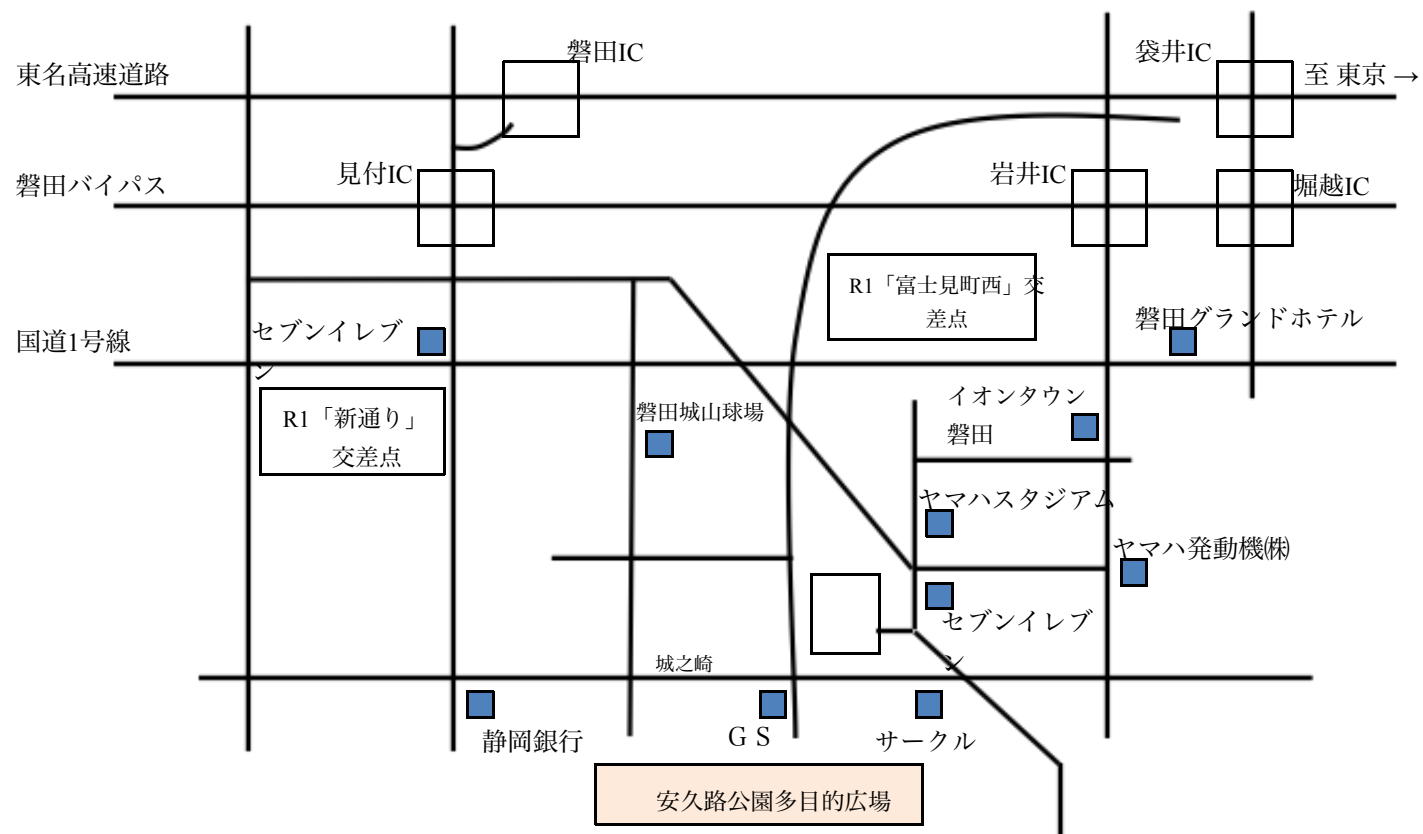 磐田IC
袋井IC
東名高速道路
至 東京 →
見付IC
岩井IC
堀越IC
磐田バイパス
R1「富士見町西」交
差点
セブンイレブ
ン
国道1号線
磐田グランドホテル
R1「新通り」
交差点
磐田城山球場
イオンタウン
磐田
ヤマハスタジアム
ヤマハ発動機㈱
セブンイレブ
ン
城之崎
静岡銀行
ＧＳ
サークル
安久路公園多目的広場